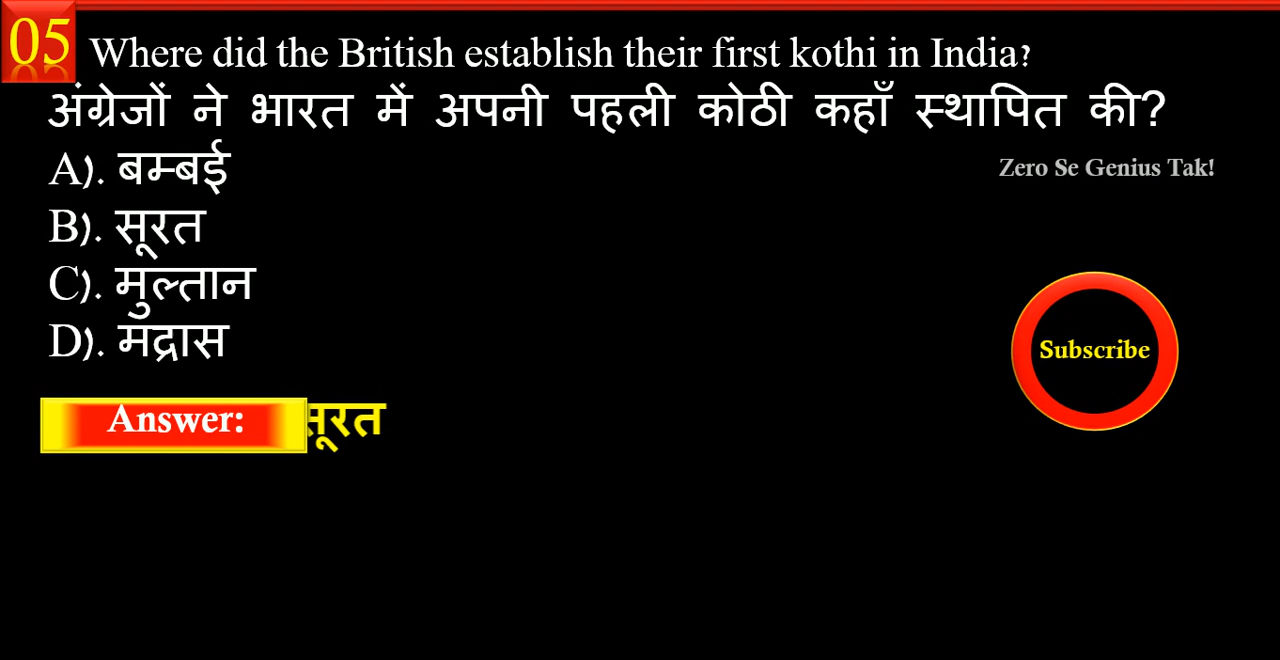 05 Where did the British establish their first kothi in India?
अंग्रेजों ने भारत में अपनी पहली कोठी कहाँ स्थापित की?
A). बम्बई
Zero Se Genius Tak!
B). सूरत
C). मुल्तान
D). मद्रास
Subscribe
Answer: सूरत